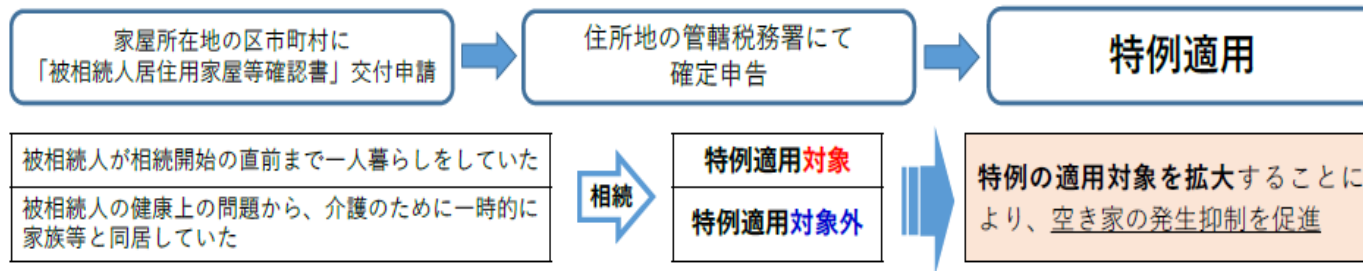 家屋所在地の区市町村に
「被相続人居住用家屋等確認書」交付申請
住所地の管轄税務署にて
確定申告
特例適用
被相続人が相続開始の直前まで一人暮らしをしていた
被相続人の健康上の問題から、介護のために一時的に
家族等と同居していた
相続
特例適用対象
特例適用対象外
特例の適用対象を拡大することに
より、空き家の発生抑制を促進